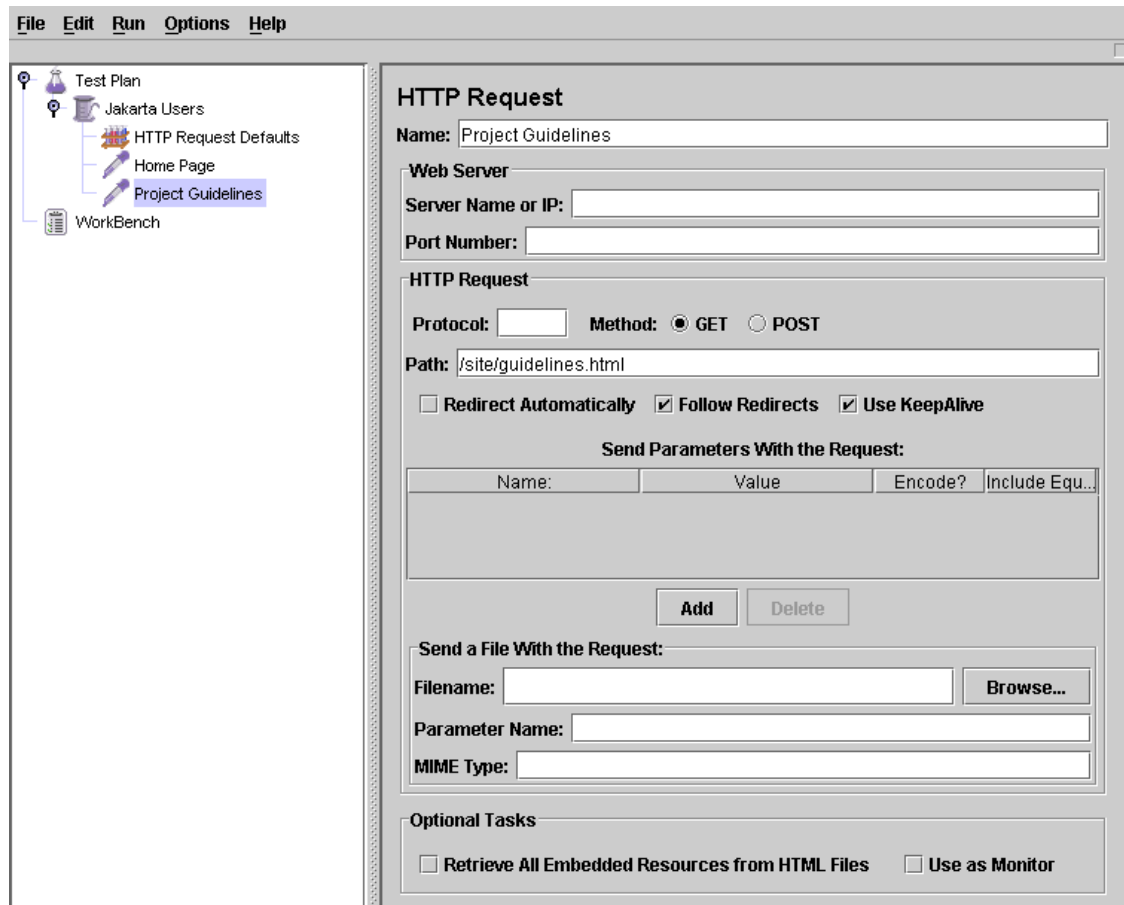 File Edit Run Options Help
Test Plan
Jakarta Users
HTTP Request Defaults
Home Page
Project Guidelines
WorkBench
HTTP Request
Name: Project Guidelines
Web Server
Server Name or IP:
Port Number:
HTTP Request
Protocol: Method: GET POST
Path: /site/guidelines.html
Redirect Automatically Follow Redirects Use KeepAlive
Send Parameters With the Request:
Name: Value Encode? Include Equ...
Add Delete
Send a File With the Request:
Filename: Browse...
Parameter Name:
MIME Type:
Optional Tasks
Retrieve All Embedded Resources from HTML Files Use as Monitor